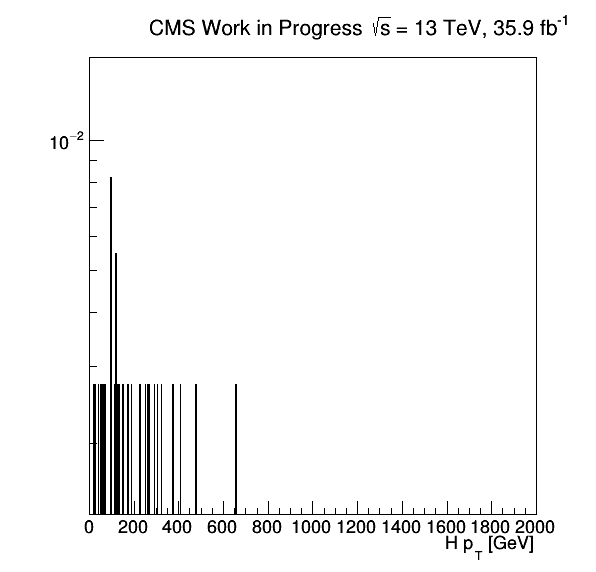 CMS Work in Progress √s = 13 TeV, 35.9 fb⁻¹
10⁻²
0 200 400 600 800 1000 1200 1400 1600 1800 2000
H p_T [GeV]